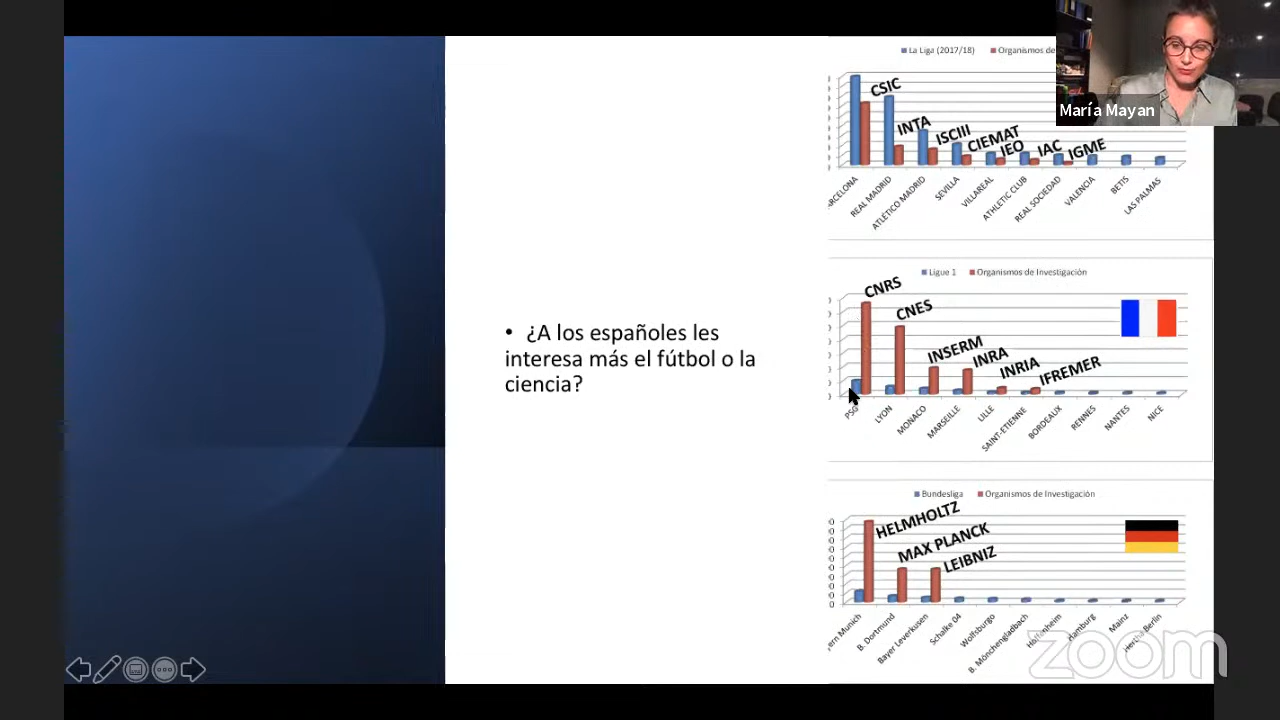 La Liga (2017/18) Organismos de
María Mayan
CSIC
INTA
ISCIII
CIEMAT
IEO
IAC
IGME
REAL MADRID
ATLÉTICO MADRID
SEVILLA
VILLAREAL
ATHLETIC CLUB
REAL SOCIEDAD
VALENCIA
BETIS
LAS PALMAS
• ¿A los españoles les
interesa más el fútbol o la
ciencia?
Ligue 1 Organismos de Investigación
CNRS
CNES
INSERM
INRA
INRIA
IFREMER
PSG
LYON
MONACO
MARSEILLE
LILLE
SAINT-ETIENNE
BORDEAUX
RENNES
NANTES
NICE
Bundesliga Organismos de Investigación
HELMHOLTZ
MAX PLANCK
LEIBNIZ
Munich
B. Dortmund
Bayer Leverkusen
Schalke 04
Wolfsburgo
B. Mönchengladbach
Hoffenheim
Hamburg
Mainz
Hertha Berlin
zoom